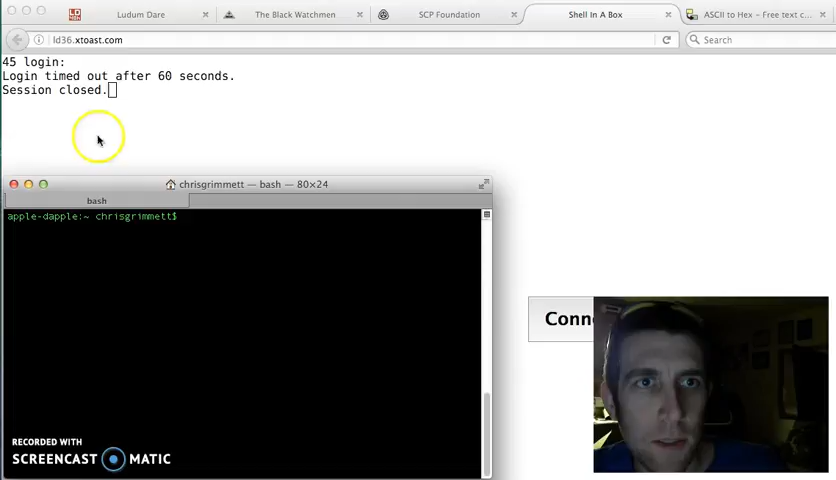 Ludum Dare
The Black Watchmen
SCP Foundation
Shell In A Box
ASCII to Hex - Free text c...
ld36.xtoast.com
Search
45 login:
Login timed out after 60 seconds.
Session closed.
chrisgrimmett — bash — 80×24
bash
apple-dapple:~ chrisgrimmett$
Conn
RECORDED WITH
SCREENCAST MATIC